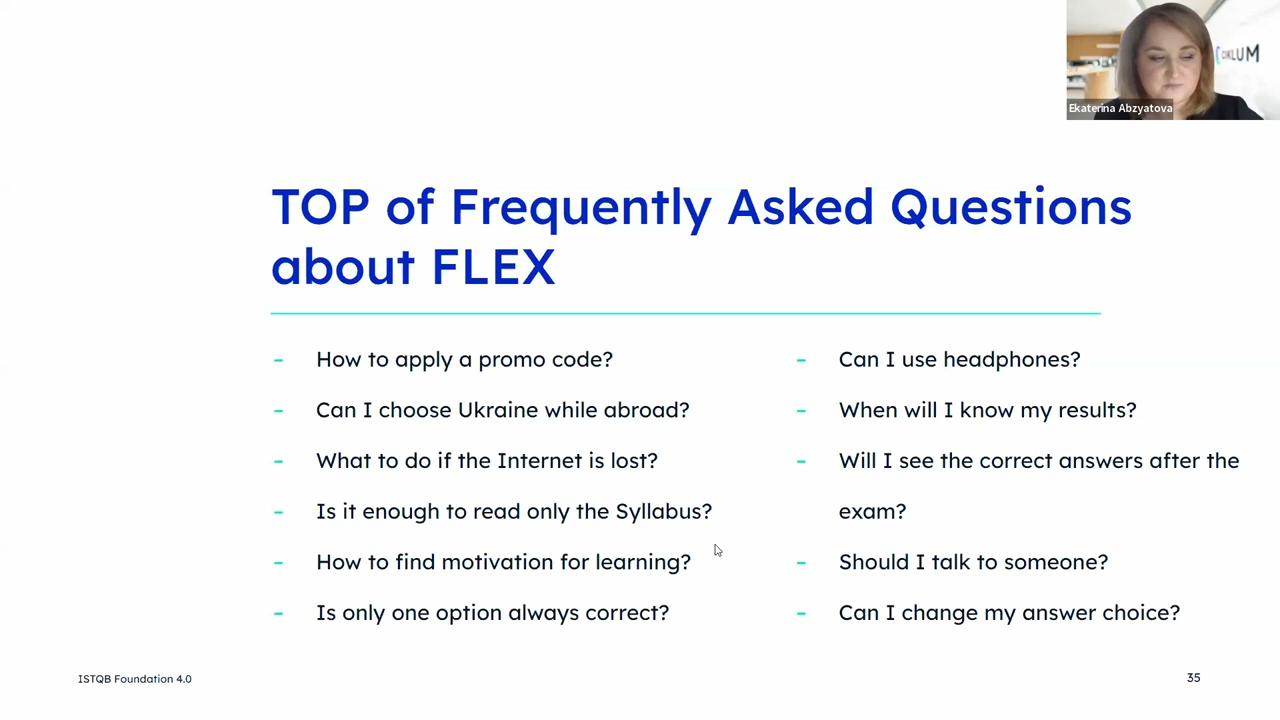 CIKLUM
Ekaterina Abzyatova
TOP of Frequently Asked Questions
about FLEX
- How to apply a promo code?
- Can I choose Ukraine while abroad?
- What to do if the Internet is lost?
- Is it enough to read only the Syllabus?
- How to find motivation for learning?
- Is only one option always correct?
- Can I use headphones?
- When will I know my results?
- Will I see the correct answers after the
exam?
- Should I talk to someone?
- Can I change my answer choice?
ISTQB Foundation 4.0
35